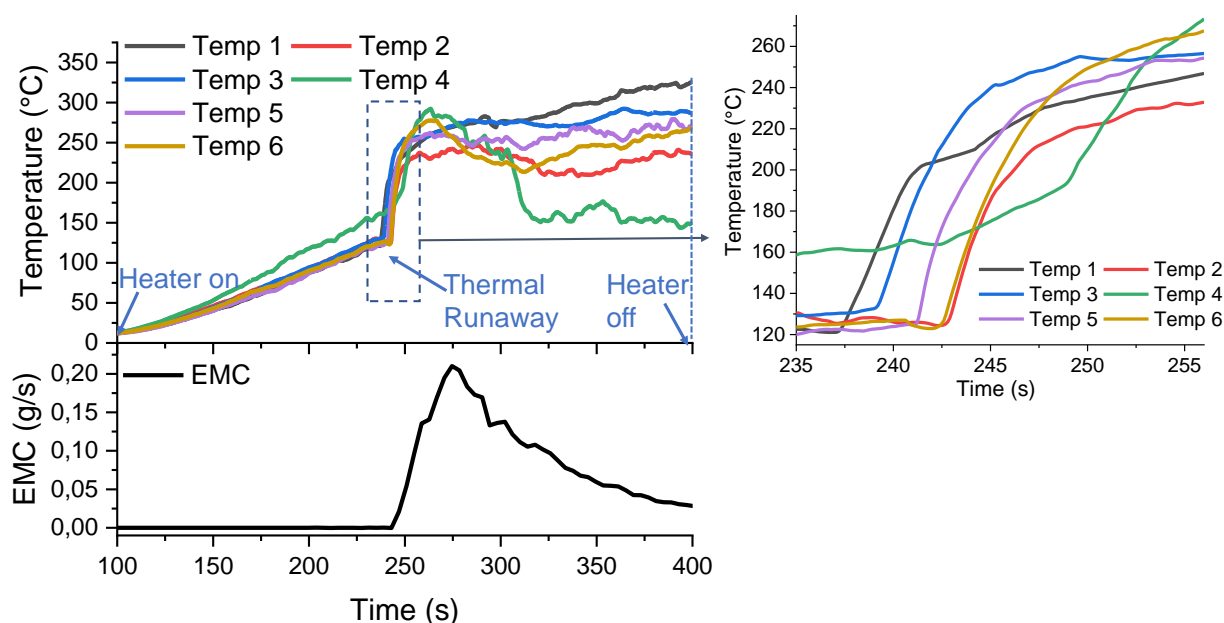 Temp 1 Temp 2
Temp 3 Temp 4
Temp 5
Temp 6
350
300
250
200
150
100
50
0
Temperature (°C)
Heater on
Thermal
Runaway
Heater
off
EMC
0,20
0,15
0,10
0,05
0,00
EMC (g/s)
100 150 200 250 300 350 400
Time (s)
260
240
220
200
180
160
140
120
Temperature (°C)
Temp 1 Temp 2
Temp 3 Temp 4
Temp 5 Temp 6
235 240 245 250 255
Time (s)